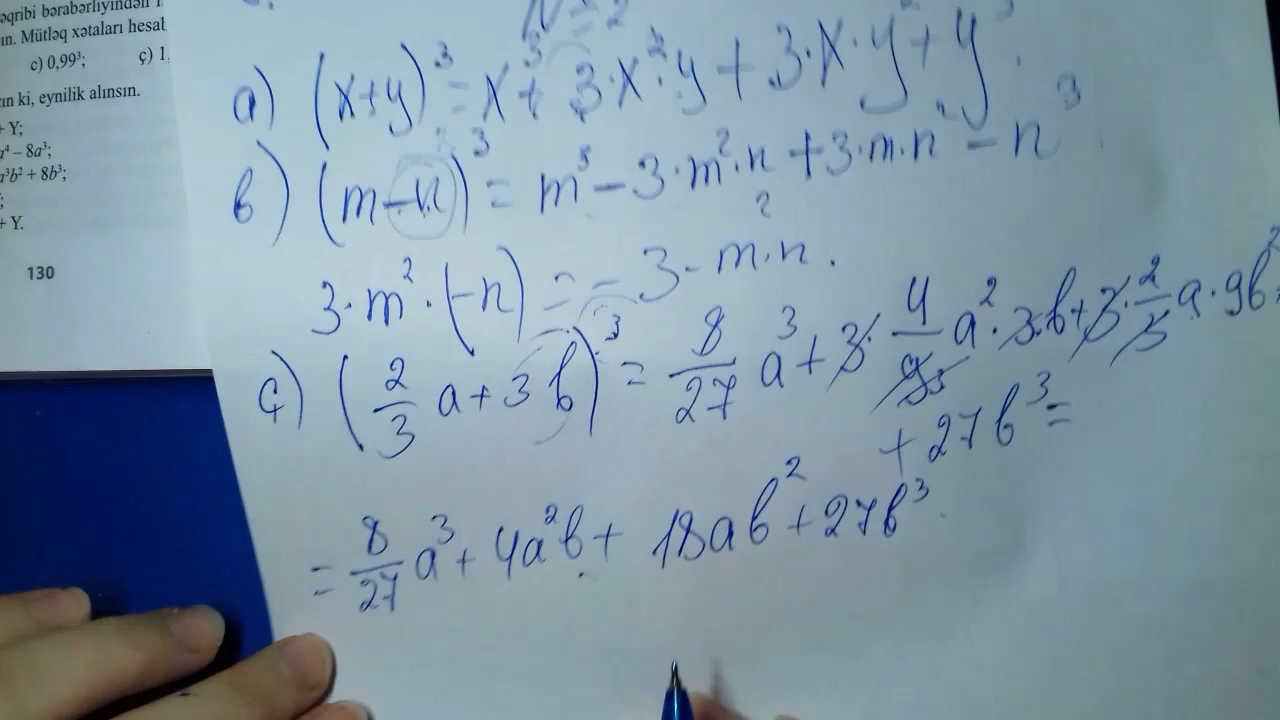 əqribi bərabərliyindən
ın. Mütləq xətaları hesab
c) 0,99³; ç) 1,
ın ki, eynilik alınsın.
+ Y;
⁴ – 8a³;
³b² + 8b³;
;
+ Y.
130
N=2
a) (x+y)³ = x³ + 3·x²·y + 3·x·y² + y³.
b) (m–n)³ = m³ – 3·m²·n + 3·m·n² – n³
3·m²·(–n) = –3·m²·n.
ç) (2/3 a + 3b)³ = 8/27 a³ + 3·4/9 a²·3·b + 3·2/3 a·9b² +
+ 27b³ =
= 8/27 a³ + 4a²b + 18ab² + 27b³.